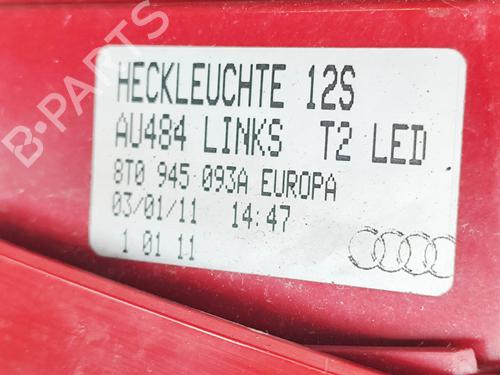 B-PARTS
HECKLEUCHTE 12S
AU484 LINKS T2 LED
8T0 945 093A EUROPA
03/01/11 14:47
1 01 11